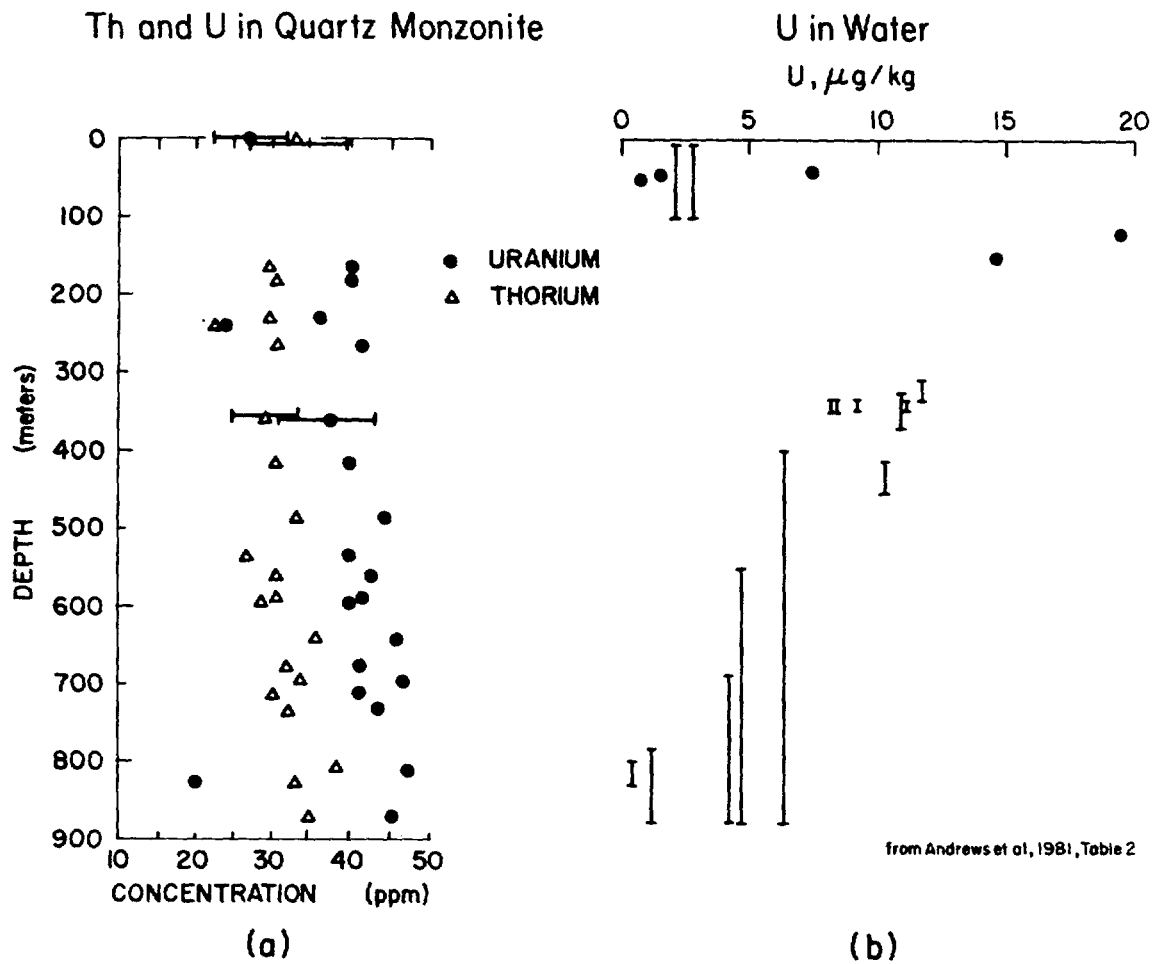 Th and U in Quartz Monzonite
U in Water
U, μg/kg
0 5 10 15 20
0
100
200
300
400
500
600
700
800
900
DEPTH (meters)
URANIUM
THORIUM
10 20 30 40 50
CONCENTRATION (ppm)
from Andrews et al, 1981, Table 2
(a)
(b)